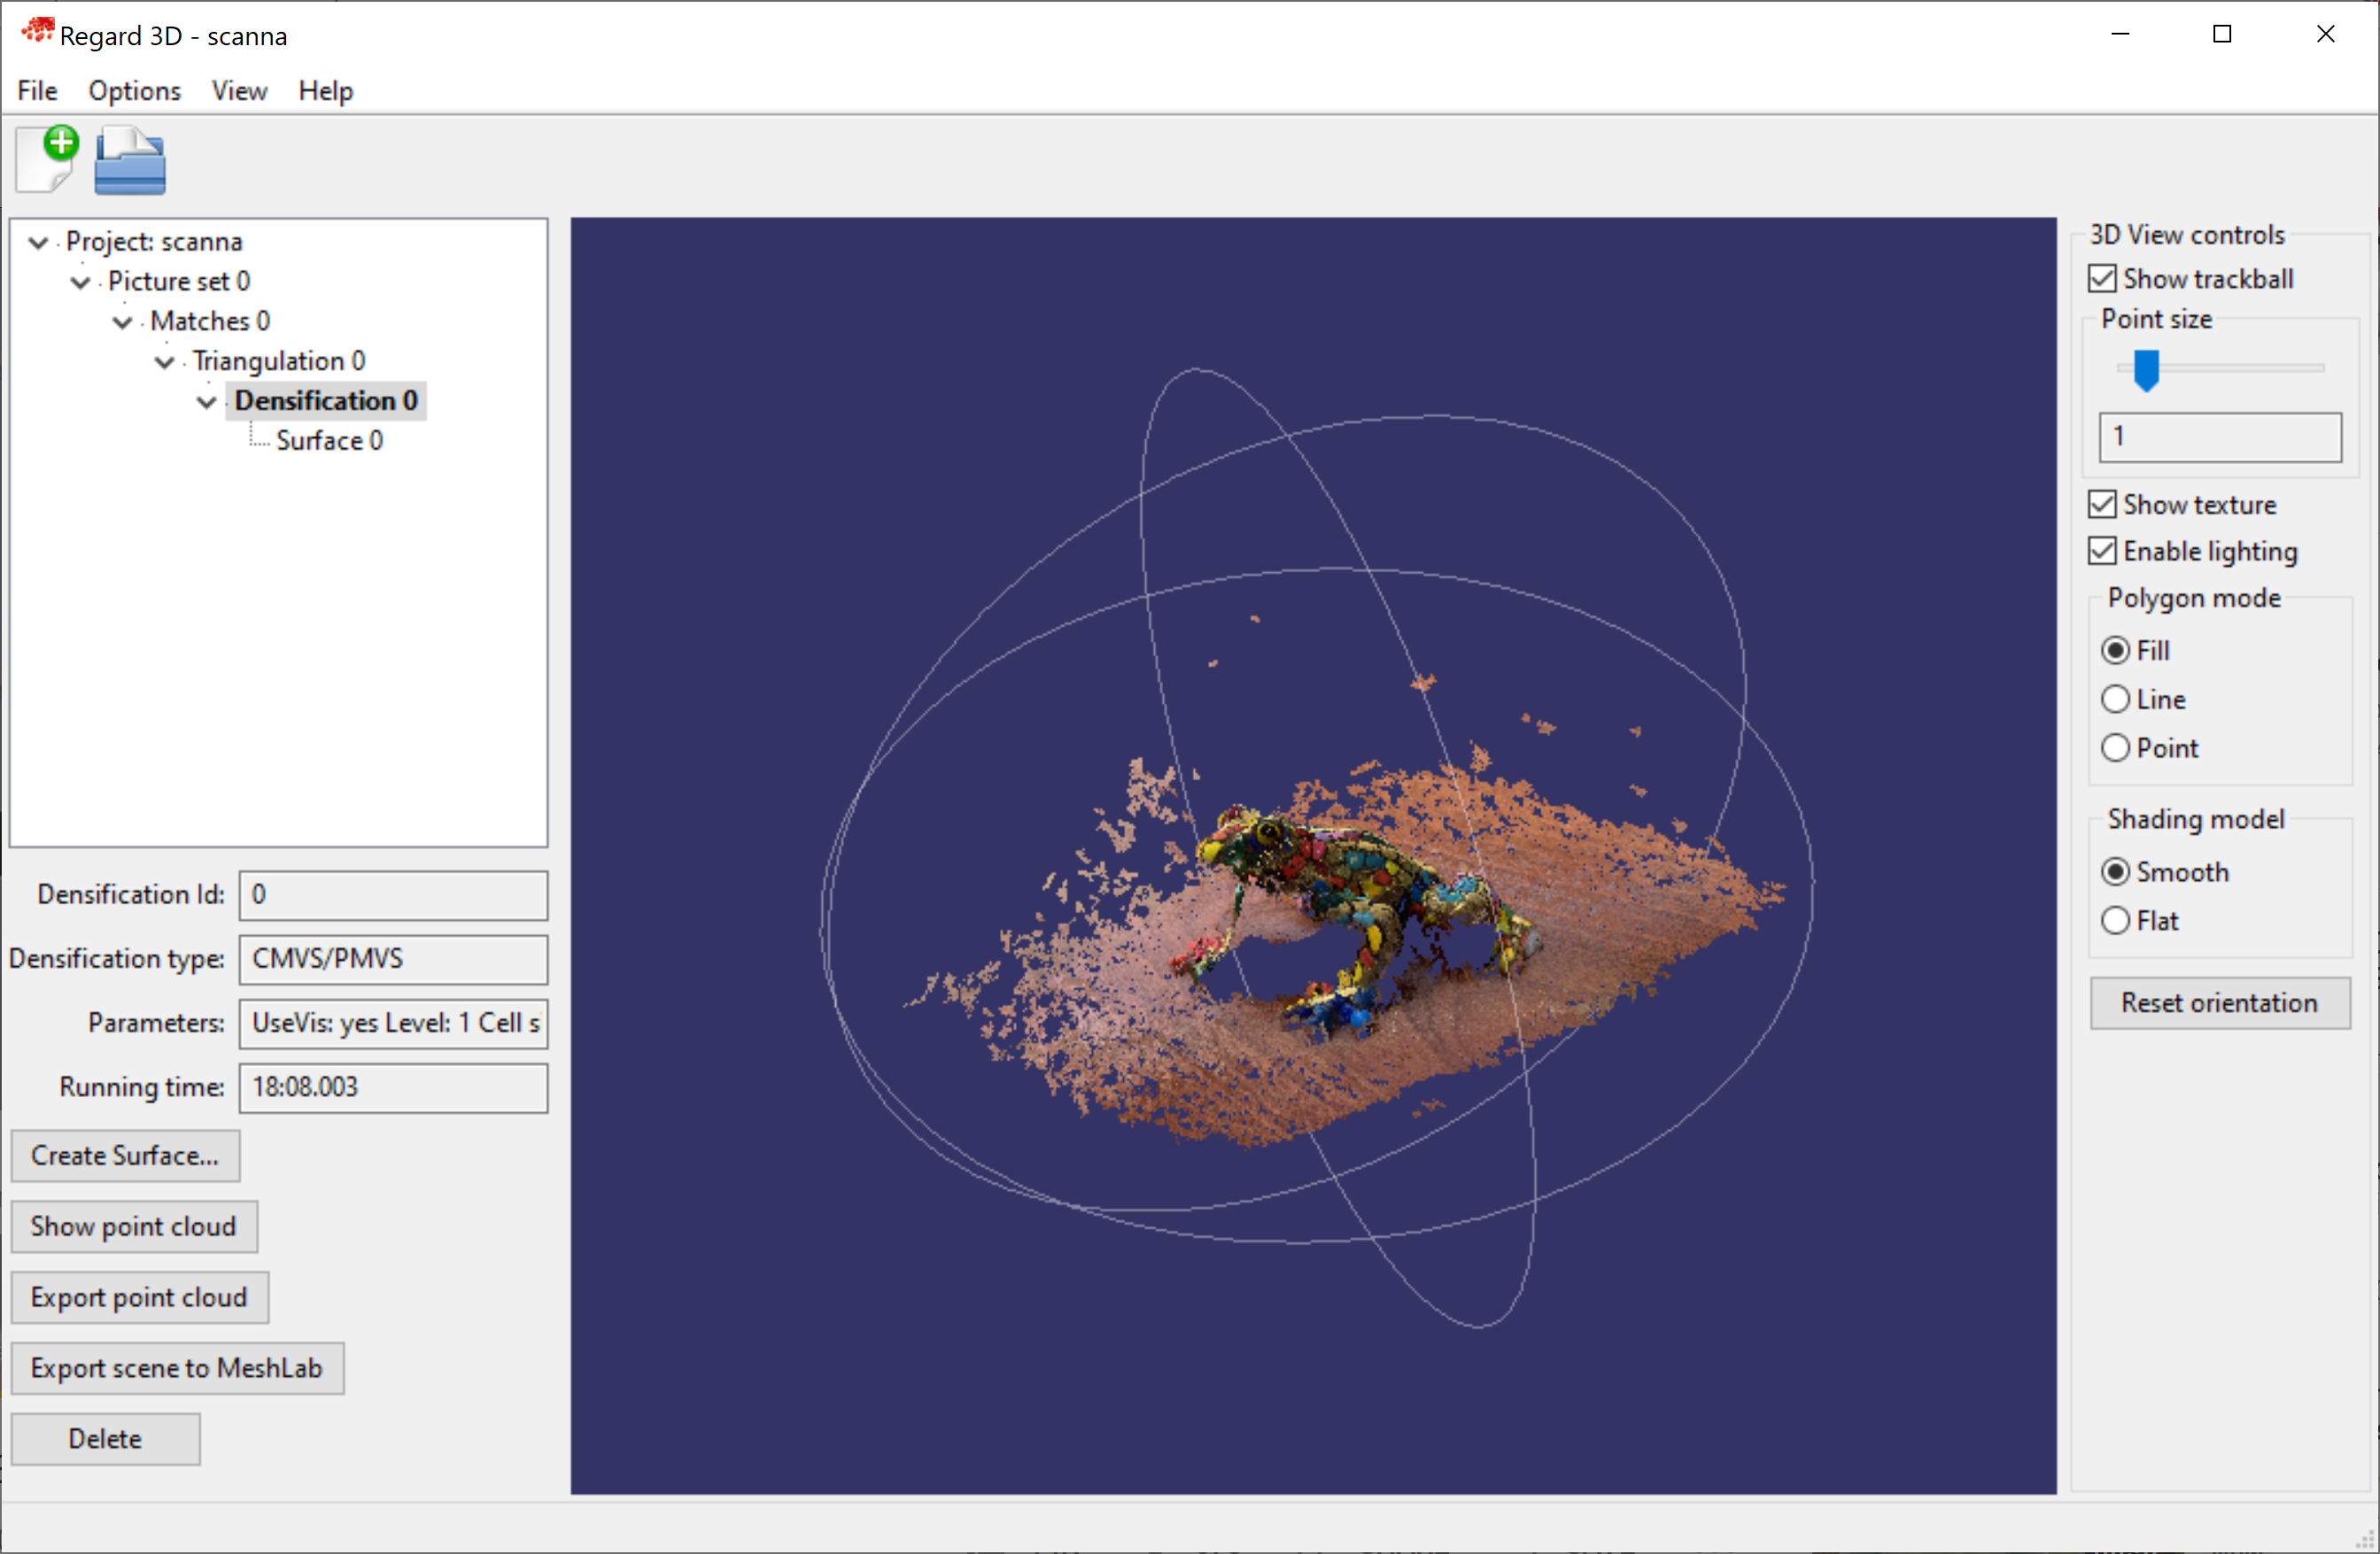 Regard 3D - scanna
File Options View Help
Project: scanna
Picture set 0
Matches 0
Triangulation 0
Densification 0
Surface 0
Densification Id: 0
Densification type: CMVS/PMVS
Parameters: UseVis: yes Level: 1 Cell s
Running time: 18:08.003
Create Surface...
Show point cloud
Export point cloud
Export scene to MeshLab
Delete
3D View controls
Show trackball
Point size
1
Show texture
Enable lighting
Polygon mode
Fill
Line
Point
Shading model
Smooth
Flat
Reset orientation